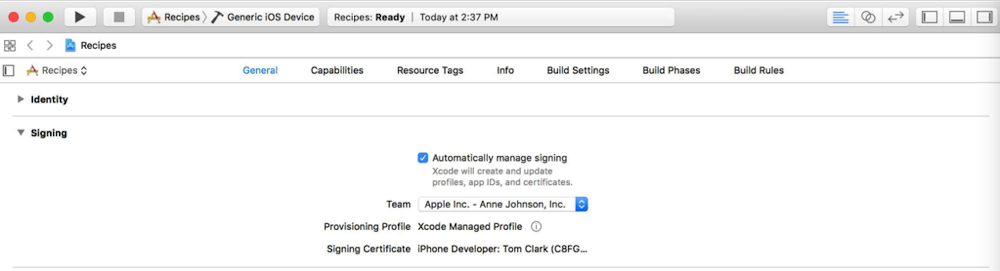 Recipes Generic iOS Device Recipes: Ready | Today at 2:37 PM
Recipes
Recipes General Capabilities Resource Tags Info Build Settings Build Phases Build Rules
Identity
Signing
Automatically manage signing
Xcode will create and update
profiles, app IDs, and certificates.
Team Apple Inc. - Anne Johnson, Inc.
Provisioning Profile Xcode Managed Profile
Signing Certificate iPhone Developer: Tom Clark (C8FG...